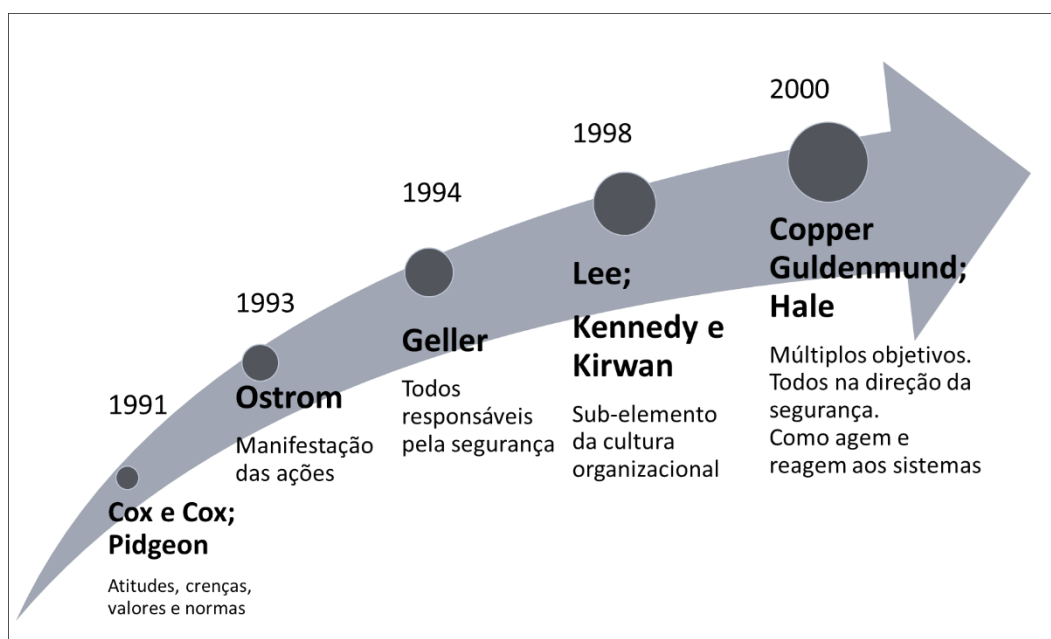 1991
Cox e Cox;
Pidgeon
Atitudes, crenças,
valores e normas
1993
Ostrom
Manifestação
das ações
1994
Geller
Todos
responsáveis
pela segurança
1998
Lee;
Kennedy e
Kirwan
Sub-elemento
da cultura
organizacional
2000
Copper
Guldenmund;
Hale
Múltiplos objetivos.
Todos na direção da
segurança.
Como agem e
reagem aos sistemas